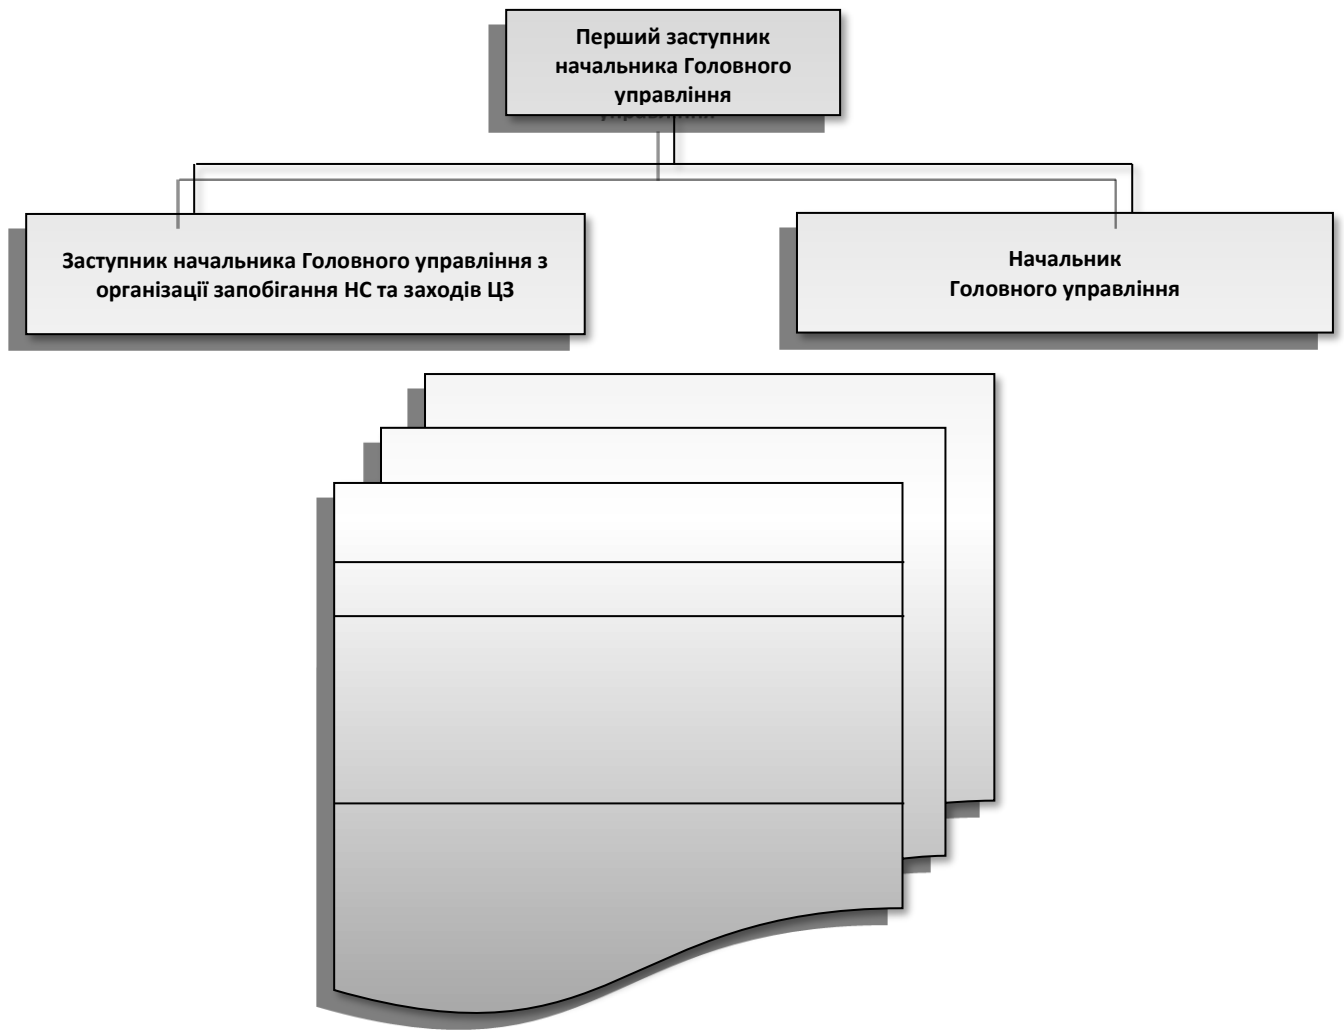 Перший заступник
начальника Головного
управління
Заступник начальника Головного управління з
організації запобігання НС та заходів ЦЗ
Начальник
Головного управління